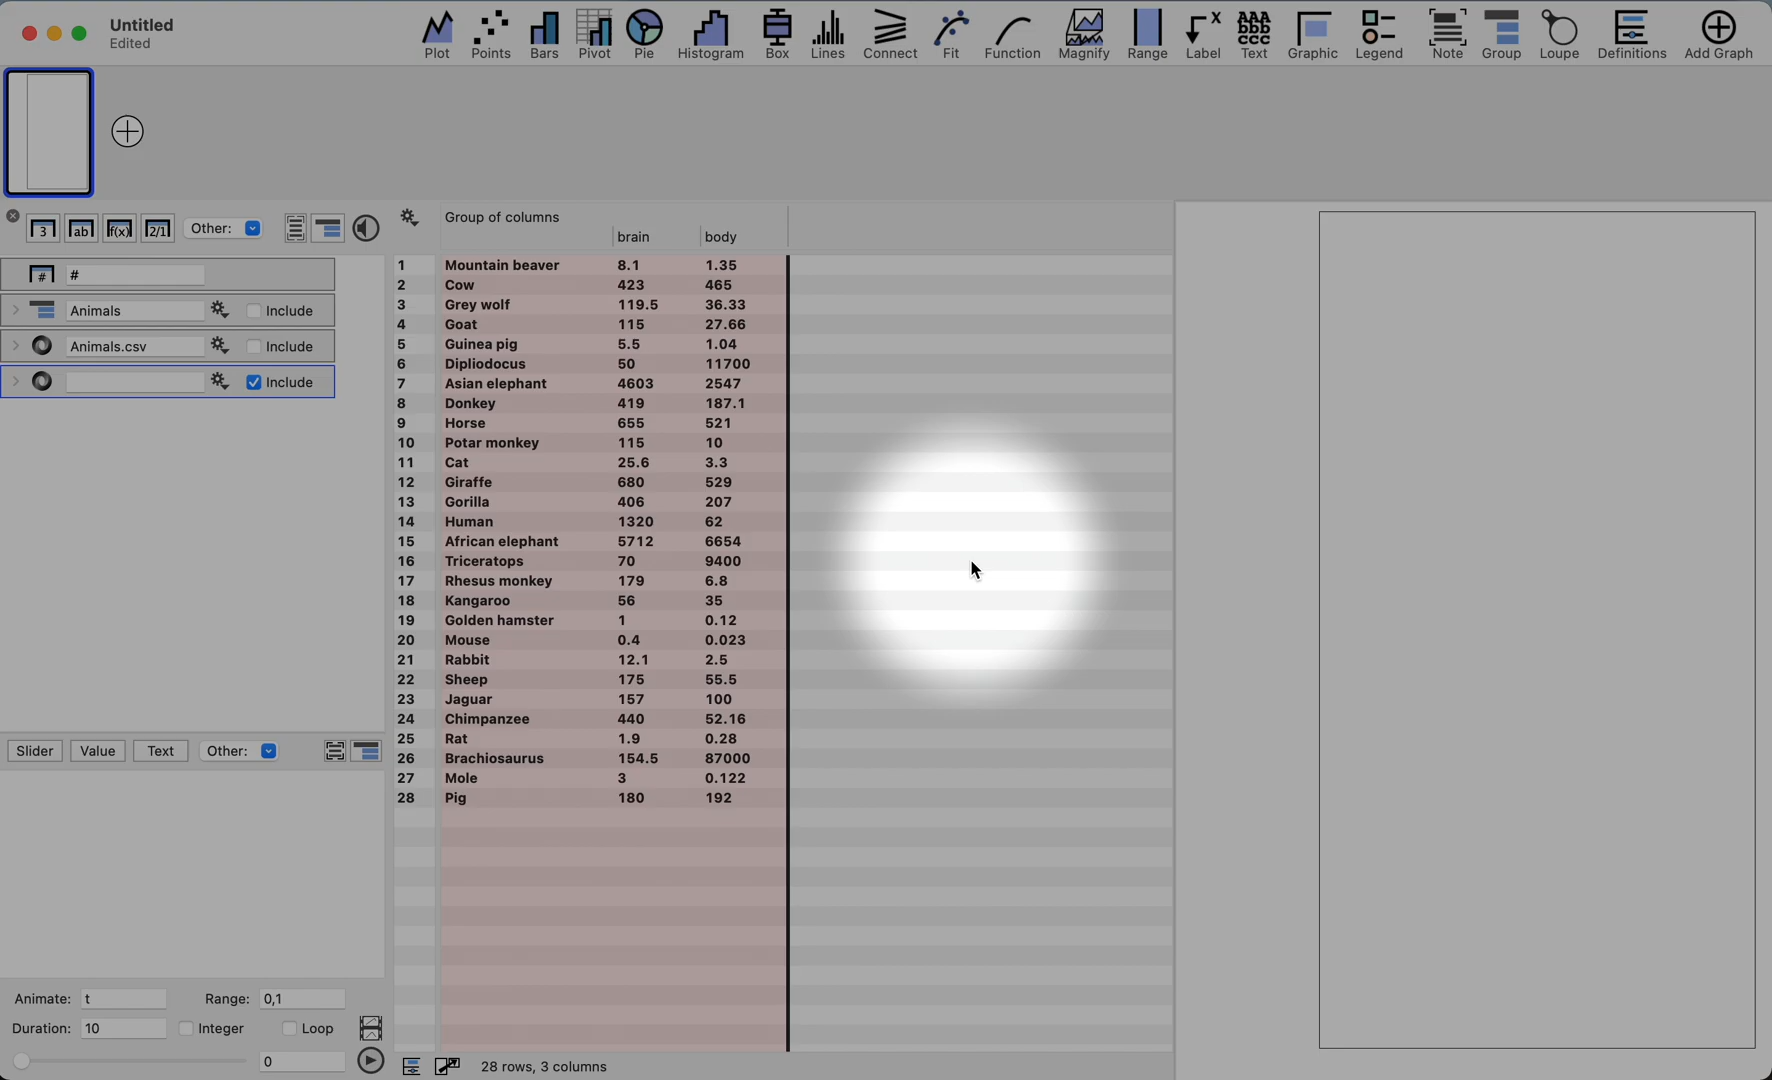 Untitled
Edited
Plot Points Bars Pivot Pie Histogram Box Lines Connect Fit Function Magnify Range Label Text Graphic Legend Note Group Loupe Definitions Add Graph
AAA
bbb
ccc
X
3 ab f(x) 2/1 Other:
# #
Animals Include
Animals.csv Include
Include
Group of columns
brain body
1 Mountain beaver 8.1 1.35
2 Cow 423 465
3 Grey wolf 119.5 36.33
4 Goat 115 27.66
5 Guinea pig 5.5 1.04
6 Dipliodocus 50 11700
7 Asian elephant 4603 2547
8 Donkey 419 187.1
9 Horse 655 521
10 Potar monkey 115 10
11 Cat 25.6 3.3
12 Giraffe 680 529
13 Gorilla 406 207
14 Human 1320 62
15 African elephant 5712 6654
16 Triceratops 70 9400
17 Rhesus monkey 179 6.8
18 Kangaroo 56 35
19 Golden hamster 1 0.12
20 Mouse 0.4 0.023
21 Rabbit 12.1 2.5
22 Sheep 175 55.5
23 Jaguar 157 100
24 Chimpanzee 440 52.16
25 Rat 1.9 0.28
26 Brachiosaurus 154.5 87000
27 Mole 3 0.122
28 Pig 180 192
Slider Value Text Other:
Animate: t Range: 0,1
Duration: 10 Integer Loop
0
28 rows, 3 columns